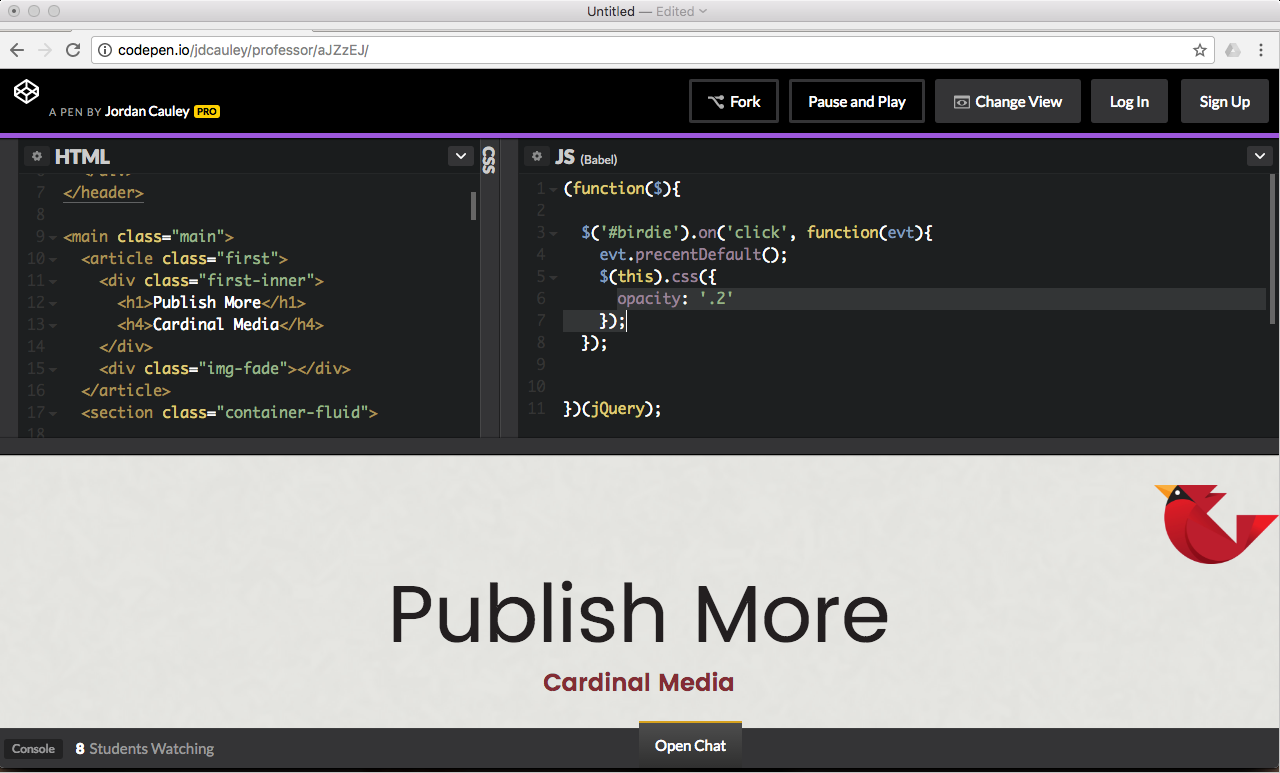 Untitled — Edited
codepen.io/jdcauley/professor/aJZzEJ/
A PEN BY Jordan Cauley PRO
Fork
Pause and Play
Change View
Log In
Sign Up
HTML
7 </header>
8
9 <main class="main">
10 <article class="first">
11 <div class="first-inner">
12 <h1>Publish More</h1>
13 <h4>Cardinal Media</h4>
14 </div>
15 <div class="img-fade"></div>
16 </article>
17 <section class="container-fluid">
18
CSS
JS (Babel)
1 (function($){
2
3 $('#birdie').on('click', function(evt){
4 evt.precentDefault();
5 $(this).css({
6 opacity: '.2'
7 });
8 });
9
10
11 })(jQuery);
Publish More
Cardinal Media
Console
8 Students Watching
Open Chat